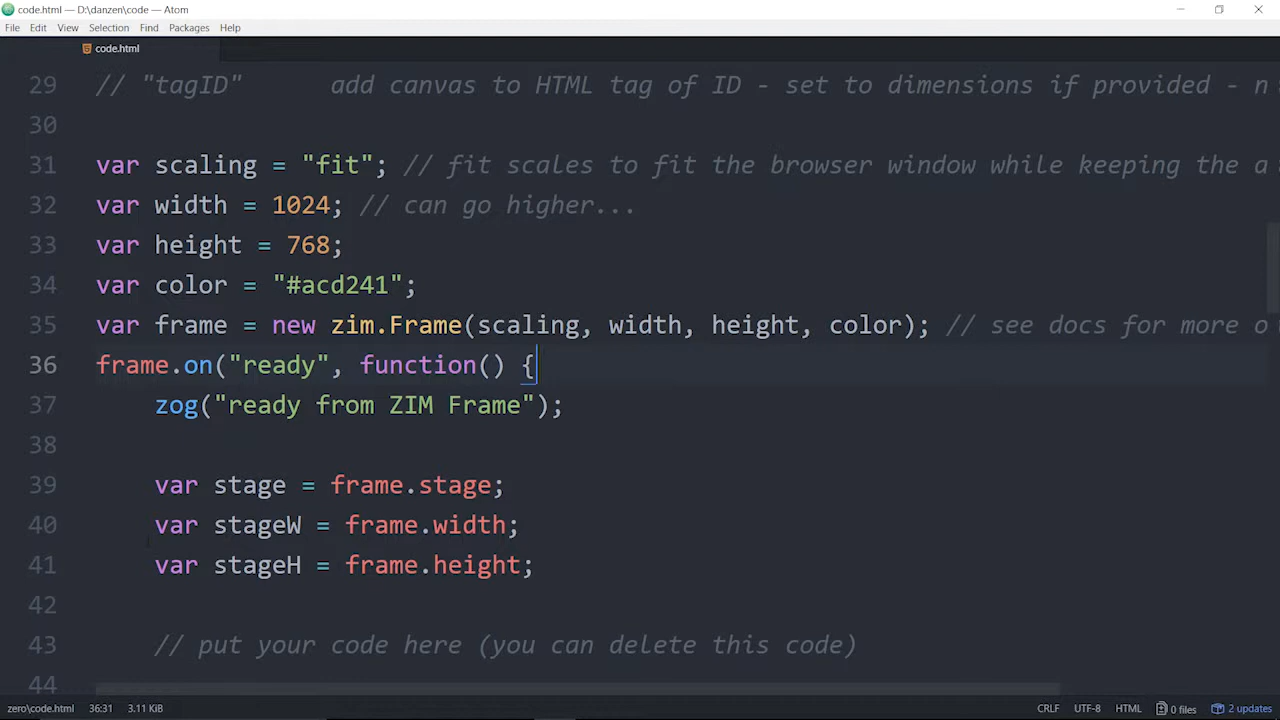 code.html — D:\danzen\code — Atom
File Edit View Selection Find Packages Help
code.html
29 // "tagID" add canvas to HTML tag of ID - set to dimensions if provided - n
30
31 var scaling = "fit"; // fit scales to fit the browser window while keeping the a
32 var width = 1024; // can go higher...
33 var height = 768;
34 var color = "#acd241";
35 var frame = new zim.Frame(scaling, width, height, color); // see docs for more o
36 frame.on("ready", function() {
37 zog("ready from ZIM Frame");
38
39 var stage = frame.stage;
40 var stageW = frame.width;
41 var stageH = frame.height;
42
43 // put your code here (you can delete this code)
44
zero\code.html 36:31 3.11 KiB CRLF UTF-8 HTML 0 files 2 updates